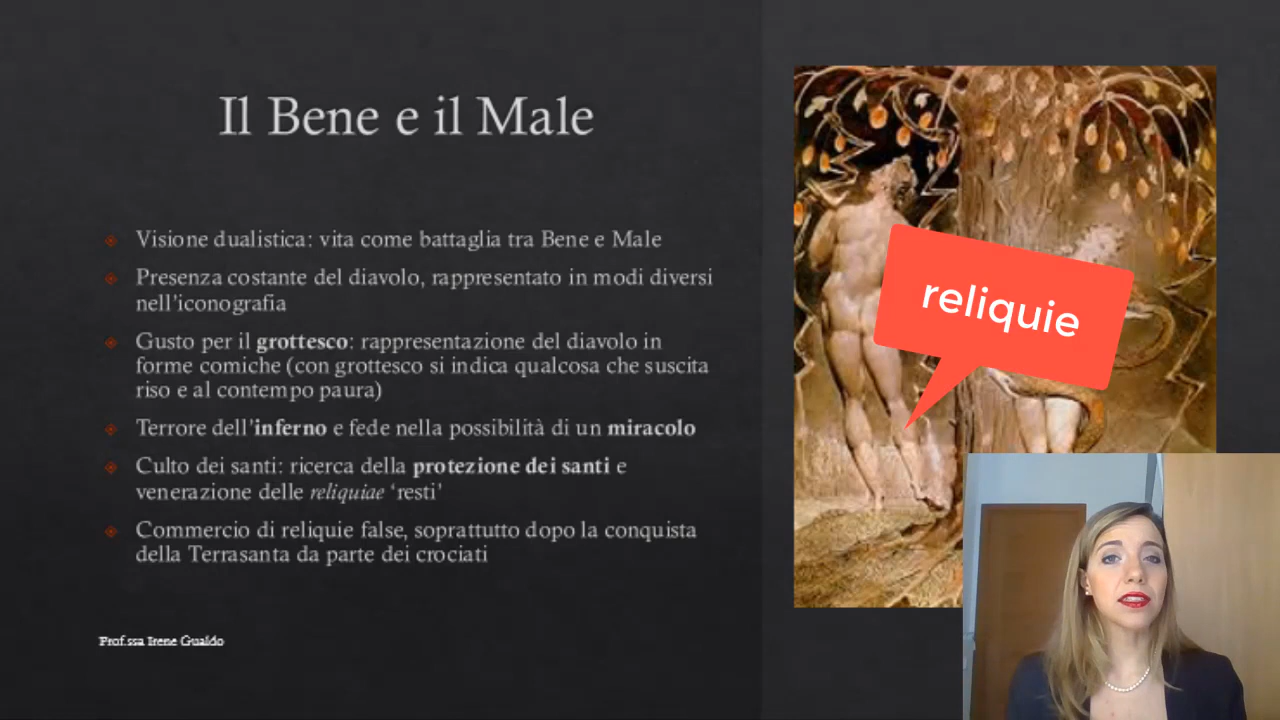 Il Bene e il Male
Visione dualistica: vita come battaglia tra Bene e Male
Presenza costante del diavolo, rappresentato in modi diversi
nell'iconografia
Gusto per il grottesco: rappresentazione del diavolo in
forme comiche (con grottesco si indica qualcosa che suscita
riso e al contempo paura)
Terrore dell'inferno e fede nella possibilità di un miracolo
Culto dei santi: ricerca della protezione dei santi e
venerazione delle reliquiae 'resti'
Commercio di reliquie false, soprattutto dopo la conquista
della Terrasanta da parte dei crociati
reliquie
Prof.ssa Irene Gualdo